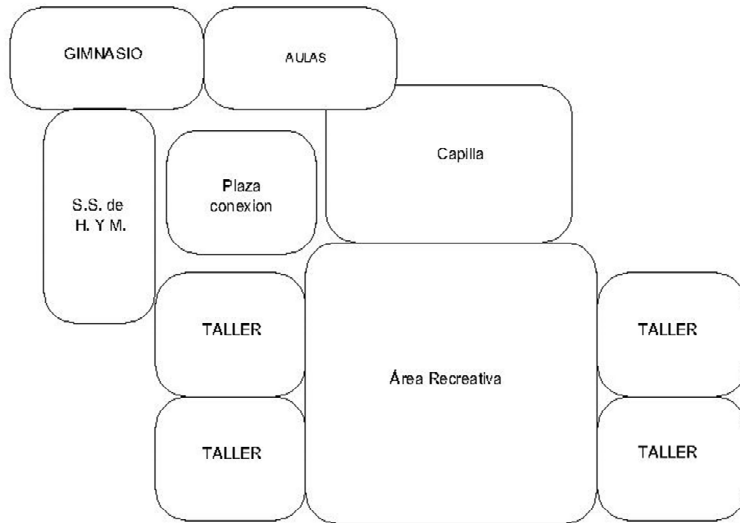 GIMNASIO
AULAS
Capilla
S.S. de
H. Y M.
Plaza
conexion
TALLER
TALLER
Área Recreativa
TALLER
TALLER